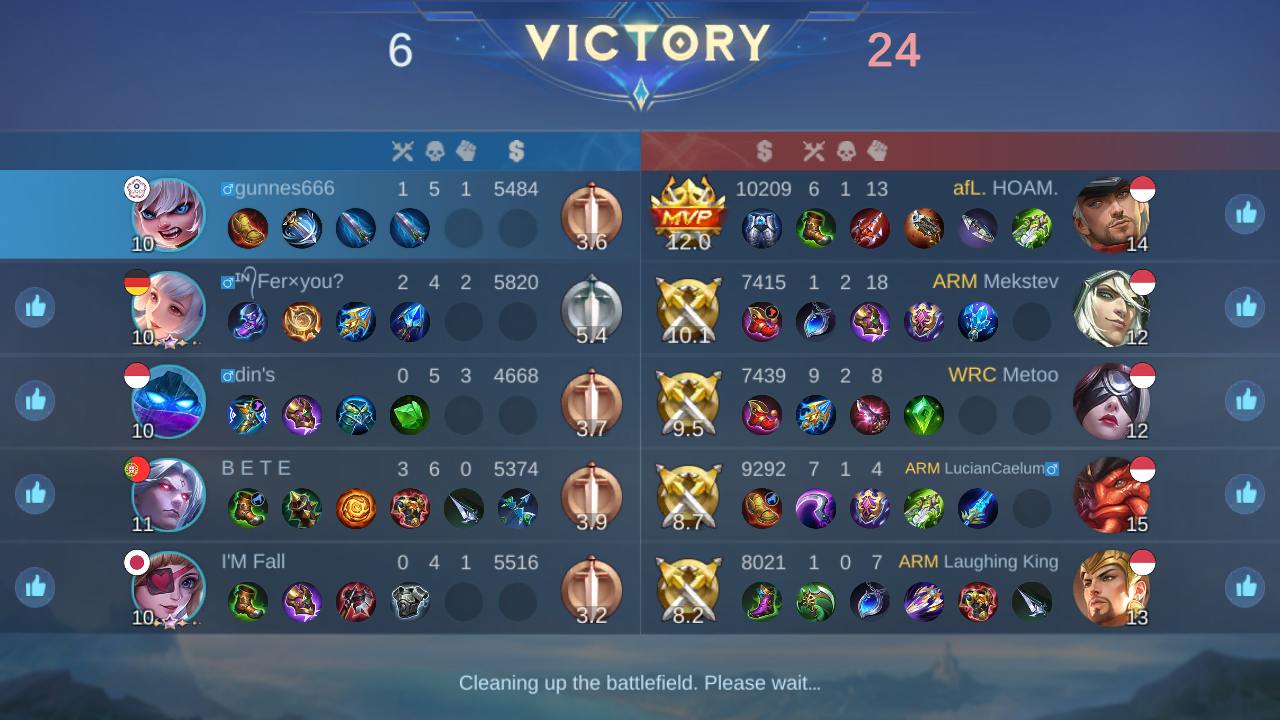 6 VICTORY 24
gunnes666 1 5 1 5484
10 3.6
MVP 12.0 10209 6 1 13 afL. HOAM.
14
ᴵᴺ Fer×you? 2 4 2 5820
10 5.4
7415 1 2 18 ARM Mekstev
10.1 12
din's 0 5 3 4668
10 3.7
7439 9 2 8 WRC Metoo
9.5 12
B E T E 3 6 0 5374
11 3.9
9292 7 1 4 ARM LucianCaelum
8.7 15
I'M Fall 0 4 1 5516
10 3.2
8021 1 0 7 ARM Laughing King
8.2 13
Cleaning up the battlefield. Please wait...